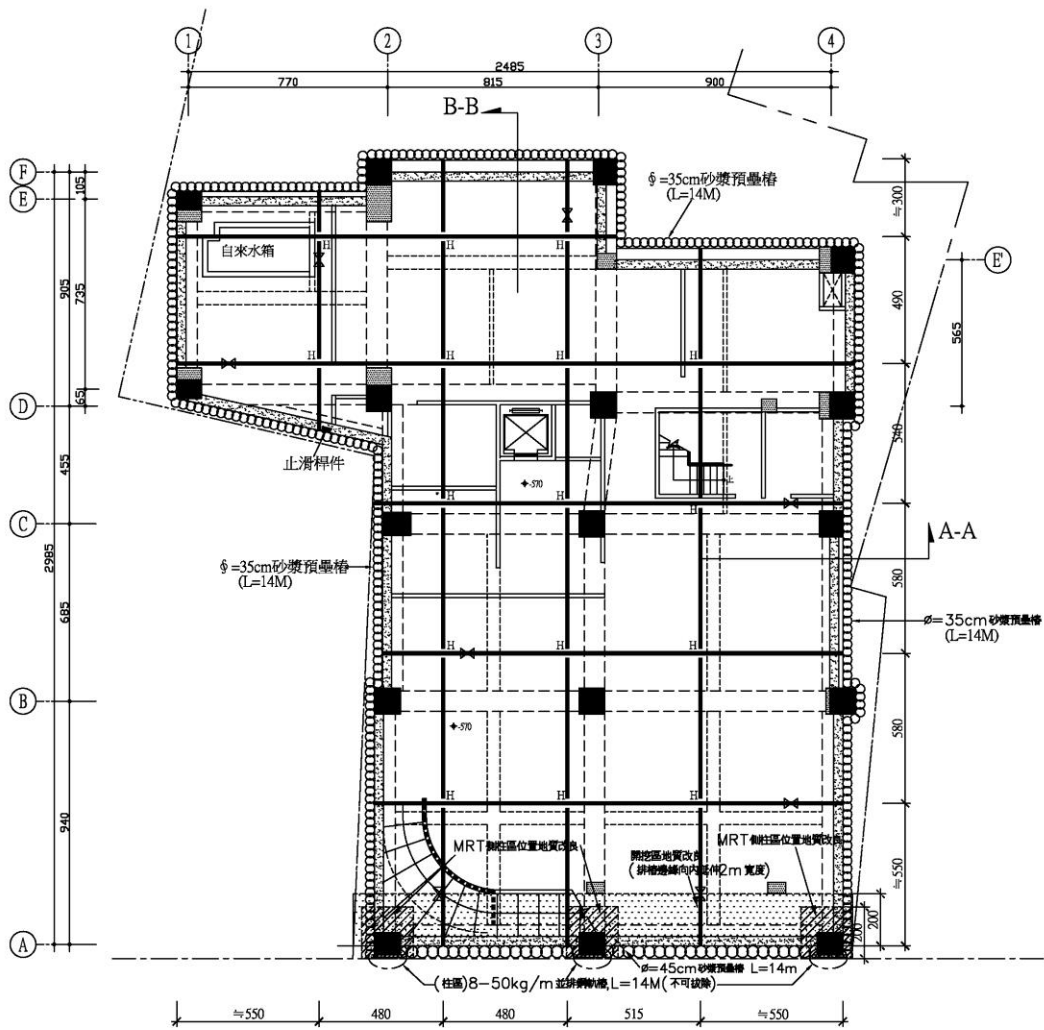 1
2
3
4
2485
770
815
900
B-B
F
E
D
C
B
A
E'
105
905
735
65
455
2985
685
940
∮=35cm砂漿預壘樁
(L=14M)
≒300
490
565
540
580
580
≒550
200
200
自來水箱
H
H
H
H
H
H
H
止滑桿件
-570
上
H
H
H
A-A
∮=35cm砂漿預壘樁
(L=14M)
Ø=35cm砂漿預壘樁
(L=14M)
H
H
H
-570
H
H
H
MRT側柱區位置地質改良
開挖區地質改良
(排樁邊緣向內延伸2m寬度)
MRT側柱區位置地質改良
Ø=45cm砂漿預壘樁 L=14m
(柱區)8-50kg/m並排鋼軌樁,L=14M(不可拔除)
≒550
480
480
515
≒550